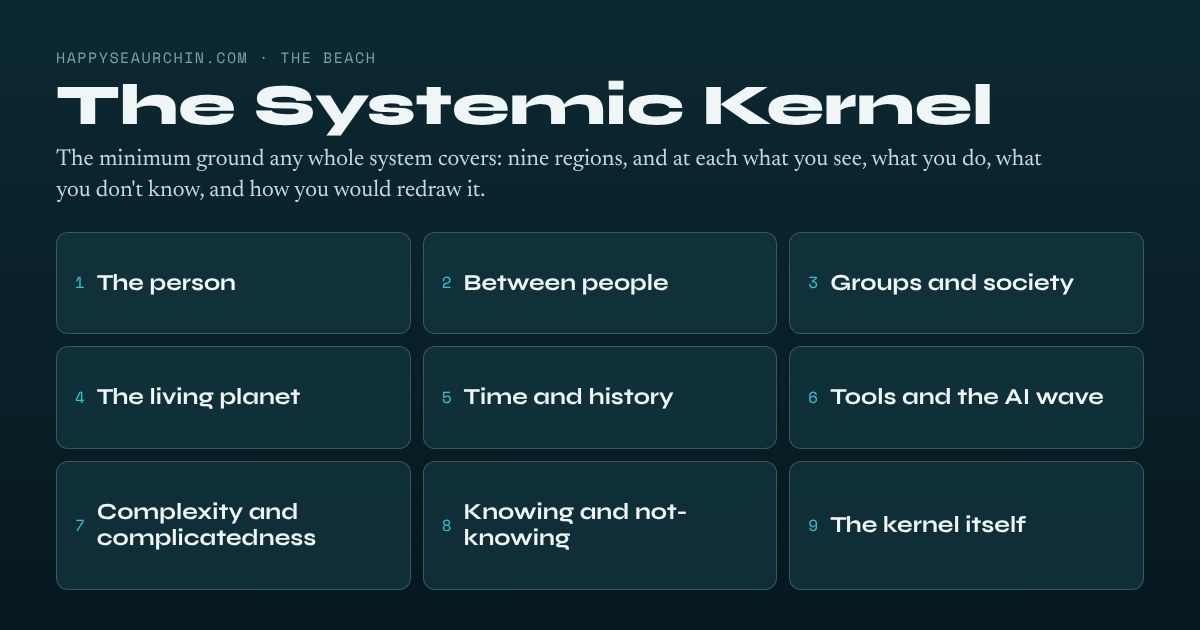 HAPPYSEAURCHIN.COM · THE BEACH
The Systemic Kernel
The minimum ground any whole system covers: nine regions, and at each what you see, what you do, what
you don't know, and how you would redraw it.
1 The person
2 Between people
3 Groups and society
4 The living planet
5 Time and history
6 Tools and the AI wave
7 Complexity and
complicatedness
8 Knowing and not-
knowing
9 The kernel itself